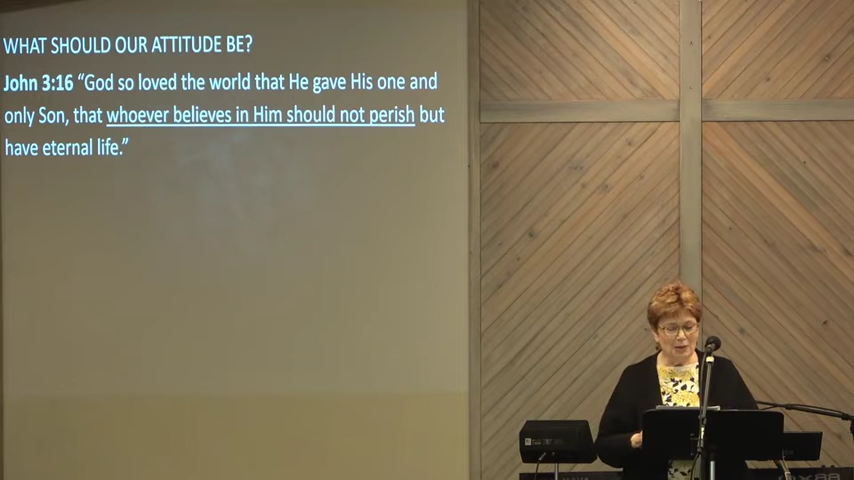 WHAT SHOULD OUR ATTITUDE BE?
John 3:16 “God so loved the world that He gave His one and
only Son, that whoever believes in Him should not perish but
have eternal life.”